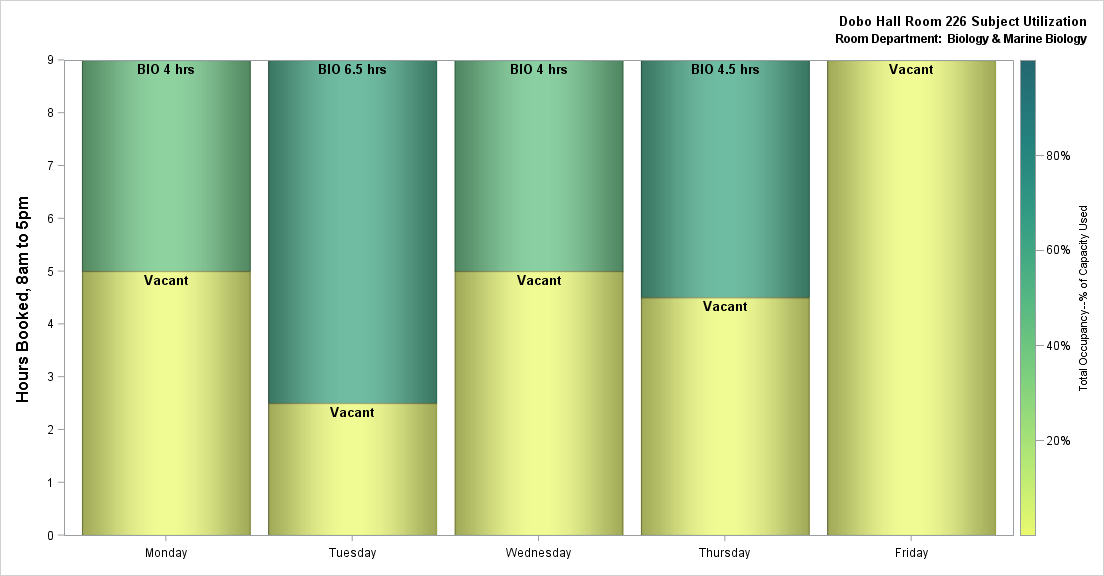 Dobo Hall Room 226 Subject Utilization
Room Department: Biology & Marine Biology
Hours Booked, 8am to 5pm
9
8
7
6
5
4
3
2
1
0
BIO 4 hrs
Vacant
BIO 6.5 hrs
Vacant
BIO 4 hrs
Vacant
BIO 4.5 hrs
Vacant
Vacant
Monday
Tuesday
Wednesday
Thursday
Friday
80%
60%
40%
20%
Total Occupancy--% of Capacity Used